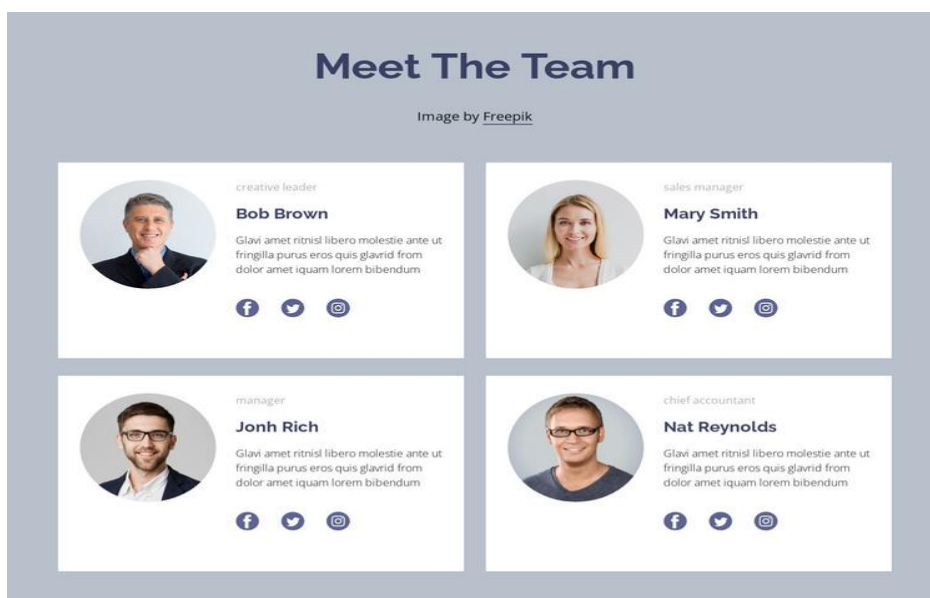 Meet The Team
Image by Freepik
creative leader
Bob Brown
Glavi amet ritnisl libero molestie ante ut
fringilla purus eros quis glavrid from
dolor amet iquam lorem bibendum
sales manager
Mary Smith
Glavi amet ritnisl libero molestie ante ut
fringilla purus eros quis glavrid from
dolor amet iquam lorem bibendum
manager
Jonh Rich
Glavi amet ritnisl libero molestie ante ut
fringilla purus eros quis glavrid from
dolor amet iquam lorem bibendum
chief accountant
Nat Reynolds
Glavi amet ritnisl libero molestie ante ut
fringilla purus eros quis glavrid from
dolor amet iquam lorem bibendum